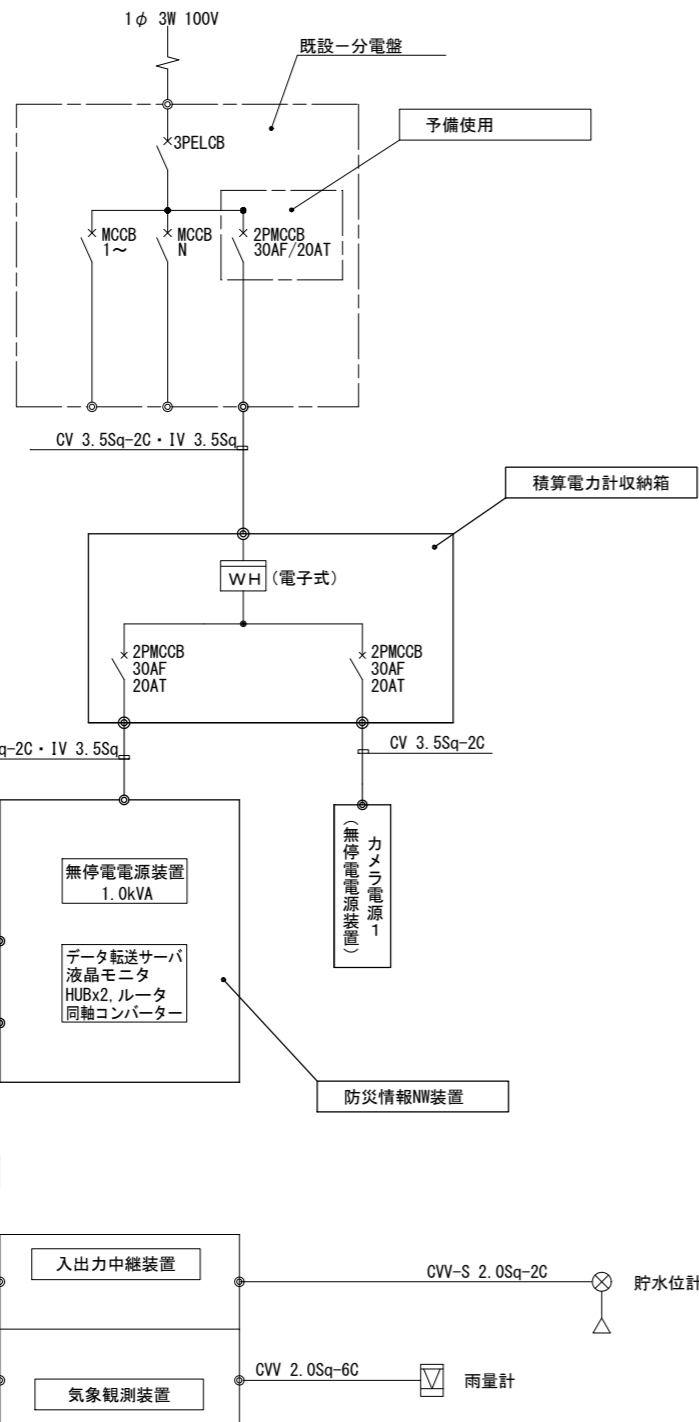 1φ 3W 100V
既設－分電盤
予備使用
3PELCB
MCCB
1～
MCCB
N
2PMCCB
30AF/20AT
CV 3.5Sq-2C・IV 3.5Sq
積算電力計収納箱
WH
(電子式)
2PMCCB
30AF
20AT
2PMCCB
30AF
20AT
q-2C・IV 3.5Sq
CV 3.5Sq-2C
無停電電源装置
1.0kVA
カメラ電源1
(無停電電源装置)
データ転送サーバ
液晶モニタ
HUBx2,ルータ
同軸コンバーター
防災情報NW装置
入出力中継装置
CVV-S 2.0Sq-2C
貯水位計
気象観測装置
CVV 2.0Sq-6C
雨量計